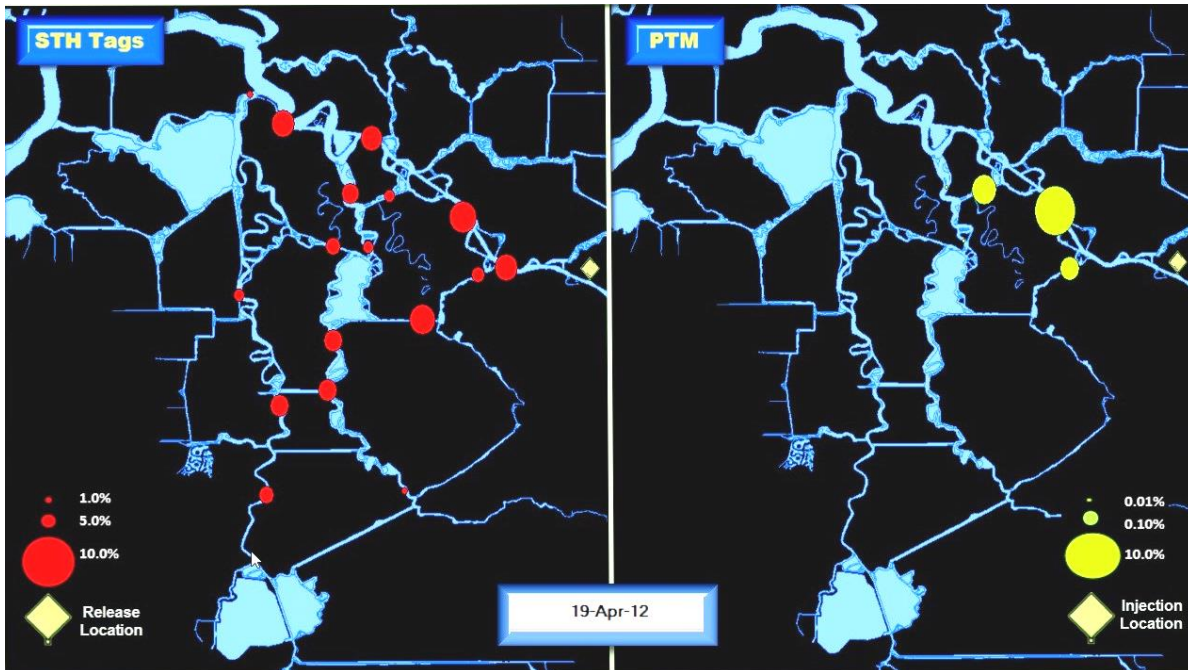 STH Tags
PTM
1.0%
5.0%
10.0%
Release
Location
19-Apr-12
0.01%
0.10%
10.0%
Injection
Location